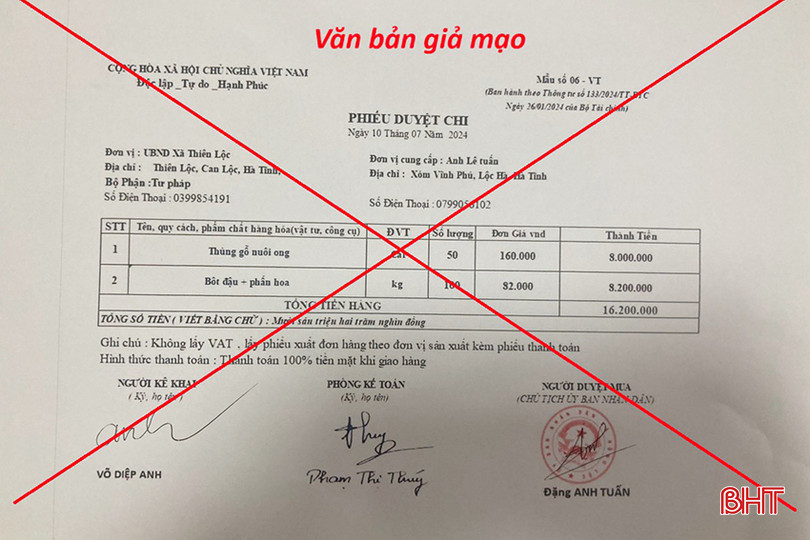 Văn bản giả mạo
CỘNG HÒA XÃ HỘI CHỦ NGHĨA VIỆT NAM
Độc lập _Tự do _Hạnh Phúc
Mẫu số 06 - VT
(Ban hành theo Thông tư số 133/2024/TT-BTC
Ngày 26/01/2024 của Bộ Tài chính)
PHIẾU DUYỆT CHI
Ngày 10 Tháng 07 Năm 2024
Đơn vị : UBND Xã Thiên Lộc
Địa chỉ : Thiên Lộc, Can Lộc, Hà Tĩnh,
Bộ Phận :Tư pháp
Số Điện Thoại : 0399854191
Đơn vị cung cấp : Anh Lê tuấn
Địa chỉ : Xóm Vĩnh Phú, Lộc Hà, Hà Tĩnh
Số Điện Thoại :
STT Tên, quy cách, phẩm chất hàng hóa(vật tư, công cụ) ĐVT Số lượng Đơn Giá vnd Thành Tiền
1 Thùng gỗ nuôi ong Cái 50 160.000 8.000.000
2 Bôt đậu + phấn hoa kg 100 82.000 8.200.000
TỔNG TIỀN HÀNG 16.200.000
TỔNG SỐ TIỀN ( VIẾT BẰNG CHỮ ) : Mười sáu triệu hai trăm nghìn đồng
Ghi chú : Không lấy VAT , lấy phiếu xuất đơn hàng theo đơn vị sản xuất kèm phiếu thanh toán
Hình thức thanh toán : Thanh toán 100% tiền mặt khi giao hàng
NGƯỜI KÊ KHAI
( Ký, họ tên )
anh
VÕ DIỆP ANH
PHÒNG KẾ TOÁN
(Ký, họ tên)
Thuy
Phạm Thi Thuý
NGƯỜI DUYỆT MUA
(CHỦ TỊCH ỦY BAN NHÂN DÂN)
Đặng ANH TUẤN
BHT